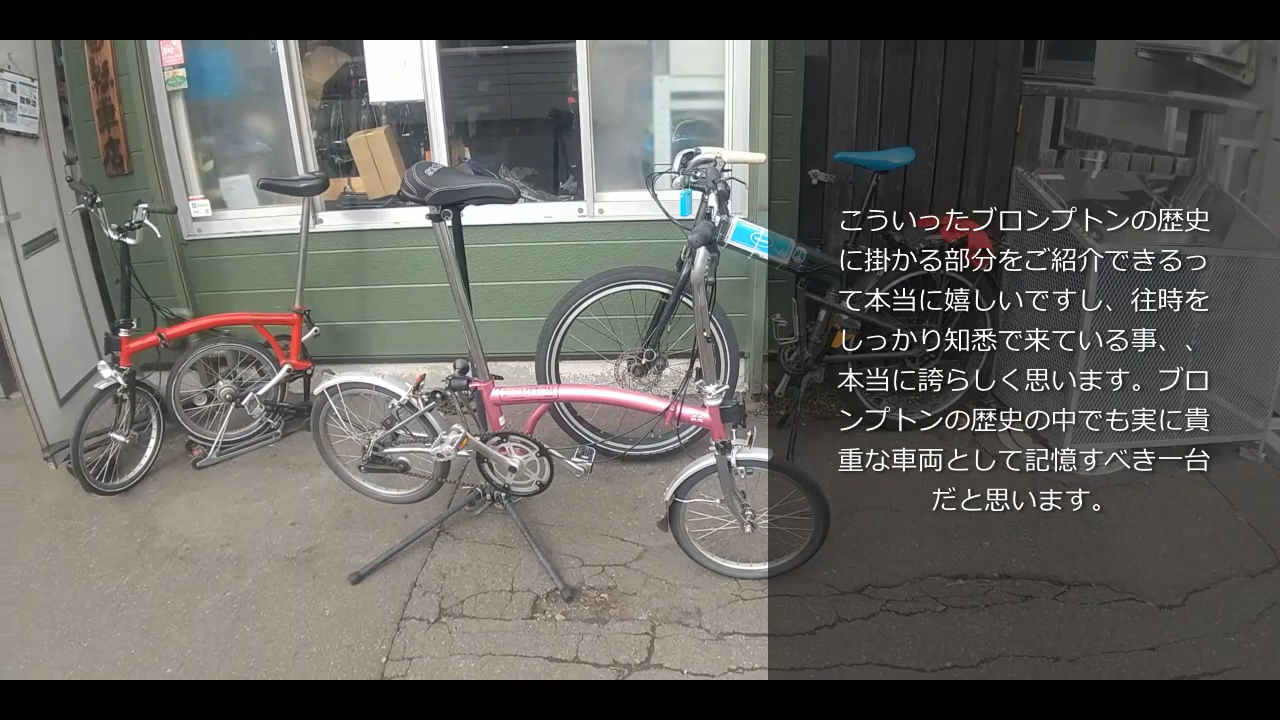 こういったブロンプトンの歴史
に掛かる部分をご紹介できるっ
て本当に嬉しいですし、往時を
しっかり知悉で来ている事、、
本当に誇らしく思います。ブロ
ンプトンの歴史の中でも実に貴
重な車両として記憶すべき一台
だと思います。
BROMPTON